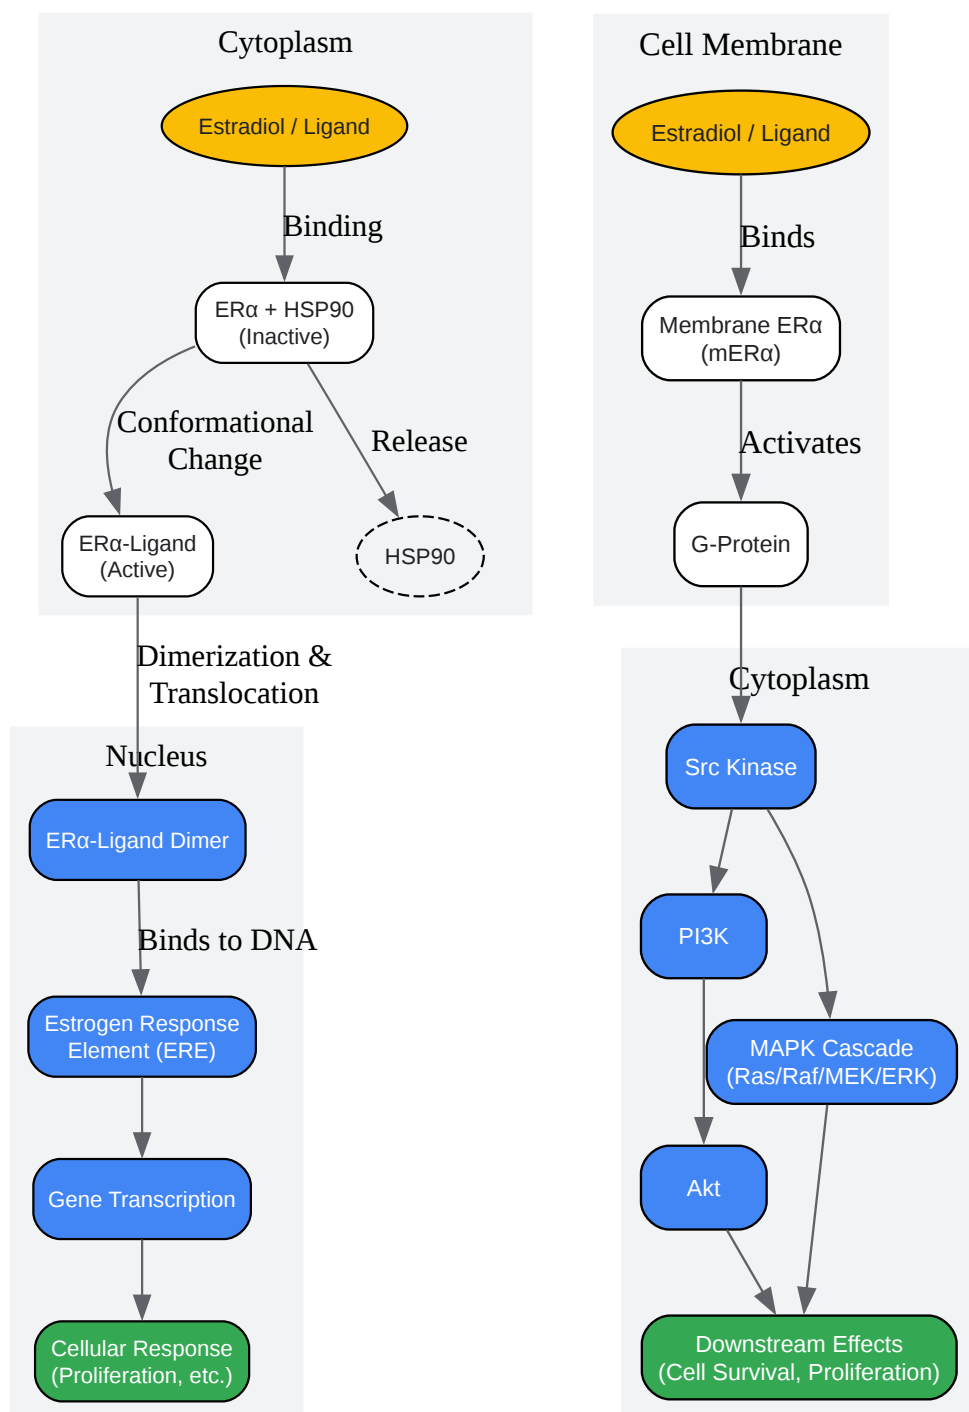 Cytoplasm
Estradiol / Ligand
Binding
ERα + HSP90
(Inactive)
Conformational
Change
Release
ERα-Ligand
(Active)
HSP90
Dimerization &
Translocation
Nucleus
ERα-Ligand Dimer
Binds to DNA
Estrogen Response
Element (ERE)
Gene Transcription
Cellular Response
(Proliferation, etc.)
Cell Membrane
Estradiol / Ligand
Binds
Membrane ERα
(mERα)
Activates
G-Protein
Cytoplasm
Src Kinase
PI3K
MAPK Cascade
(Ras/Raf/MEK/ERK)
Akt
Downstream Effects
(Cell Survival, Proliferation)